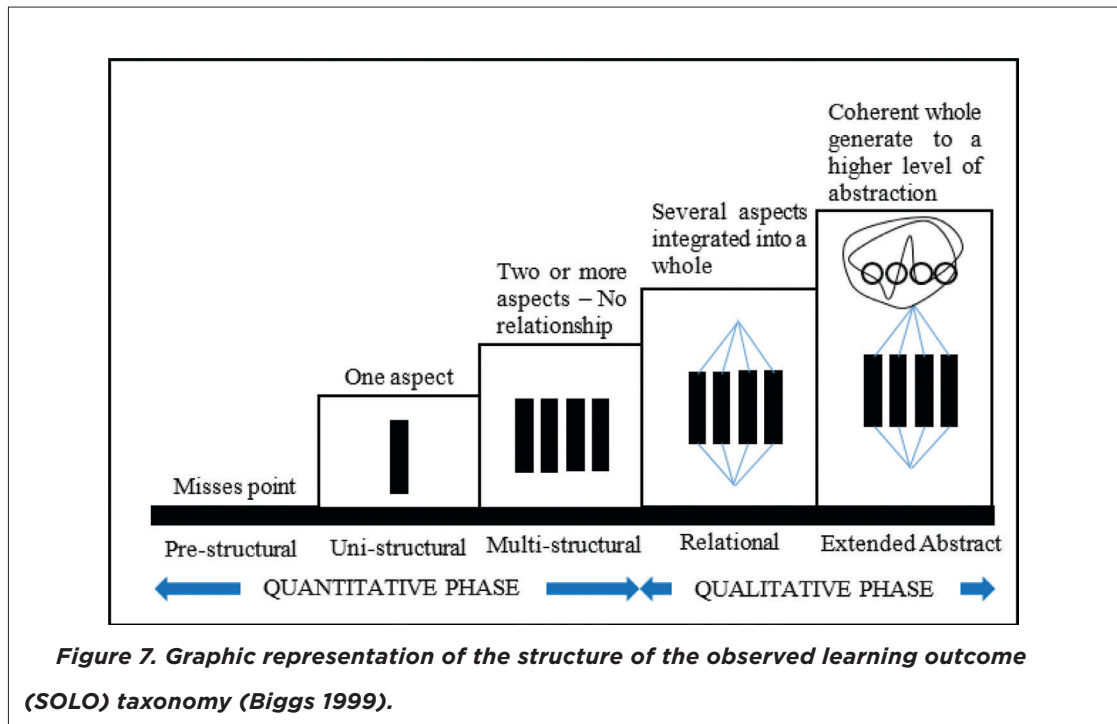 Coherent whole
generate to a
higher level of
abstraction
Several aspects
integrated into a
whole
Two or more
aspects – No
relationship
One aspect
Misses point
Pre-structural
Uni-structural
Multi-structural
Relational
Extended Abstract
QUANTITATIVE PHASE
QUALITATIVE PHASE
Figure 7. Graphic representation of the structure of the observed learning outcome
(SOLO) taxonomy (Biggs 1999).